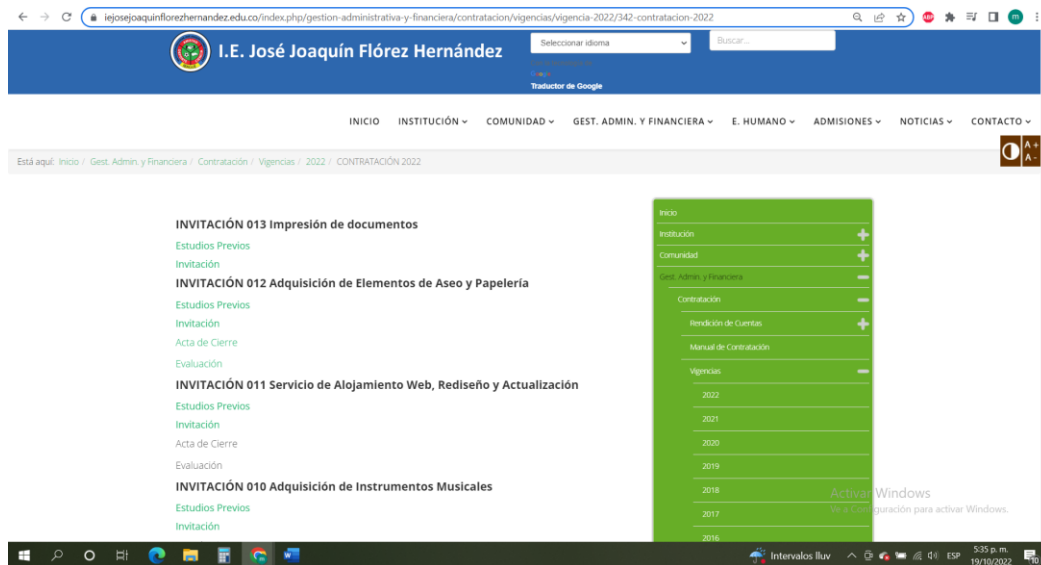 iejosejoaquinflorezhernandez.edu.co/index.php/gestion-administrativa-y-financiera/contratacion/vigencias/vigencia-2022/342-contratacion-2022
ABP
m
I.E. José Joaquín Flórez Hernández
Seleccionar idioma
Buscar...
Traductor de Google
INICIO INSTITUCIÓN COMUNIDAD GEST. ADMIN. Y FINANCIERA E. HUMANO ADMISIONES NOTICIAS CONTACTO
A +
A -
Está aquí: Inicio / Gest. Admin. y Financiera / Contratación / Vigencias / 2022 / CONTRATACIÓN 2022
INVITACIÓN 013 Impresión de documentos
Estudios Previos
Invitación
INVITACIÓN 012 Adquisición de Elementos de Aseo y Papelería
Estudios Previos
Invitación
Acta de Cierre
Evaluación
INVITACIÓN 011 Servicio de Alojamiento Web, Rediseño y Actualización
Estudios Previos
Invitación
Acta de Cierre
Evaluación
INVITACIÓN 010 Adquisición de Instrumentos Musicales
Estudios Previos
Invitación
Inicio
Institución
Comunidad
Gest. Admin. y Financiera
Contratación
Rendición de Cuentas
Manual de Contratación
Vigencias
2022
2021
2020
2019
2018
2017
2016
Activar Windows
Ve a Configuración para activar Windows.
Intervalos lluv
ESP
5:35 p. m.
19/10/2022
10